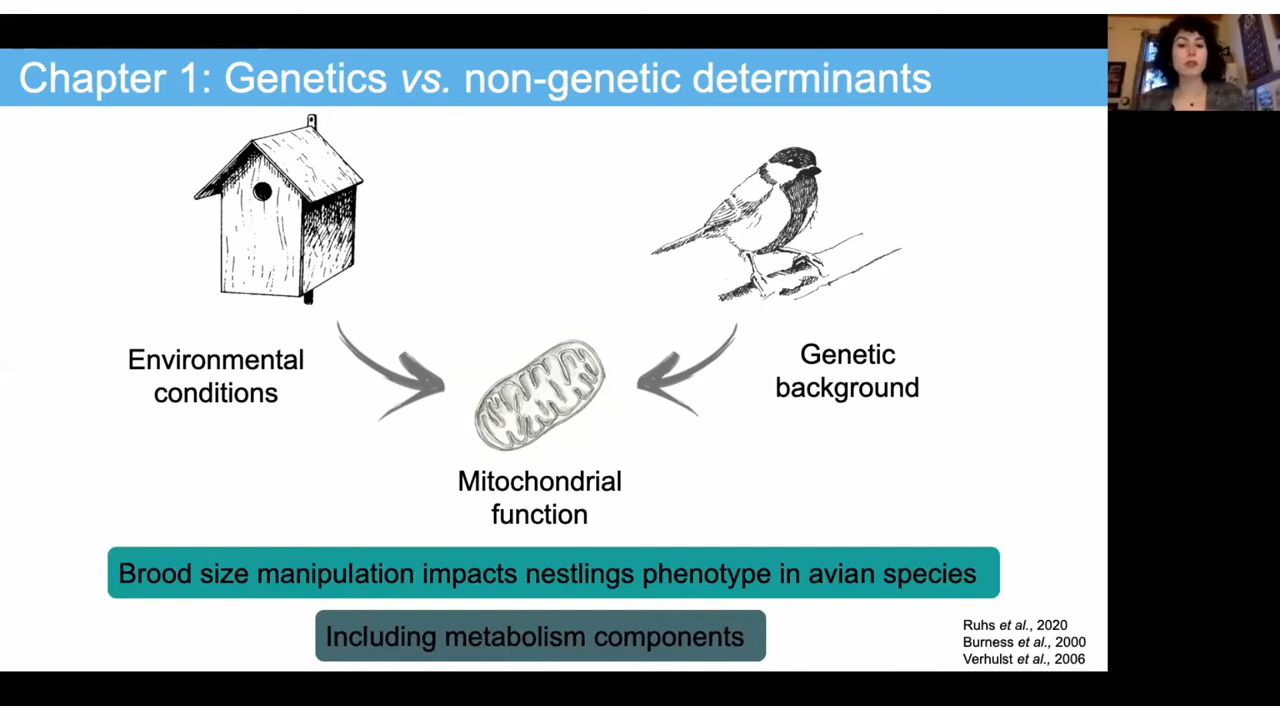 Chapter 1: Genetics vs. non-genetic determinants
Environmental
conditions
Genetic
background
Mitochondrial
function
Brood size manipulation impacts nestlings phenotype in avian species
Including metabolism components
Ruhs et al., 2020
Burness et al., 2000
Verhulst et al., 2006